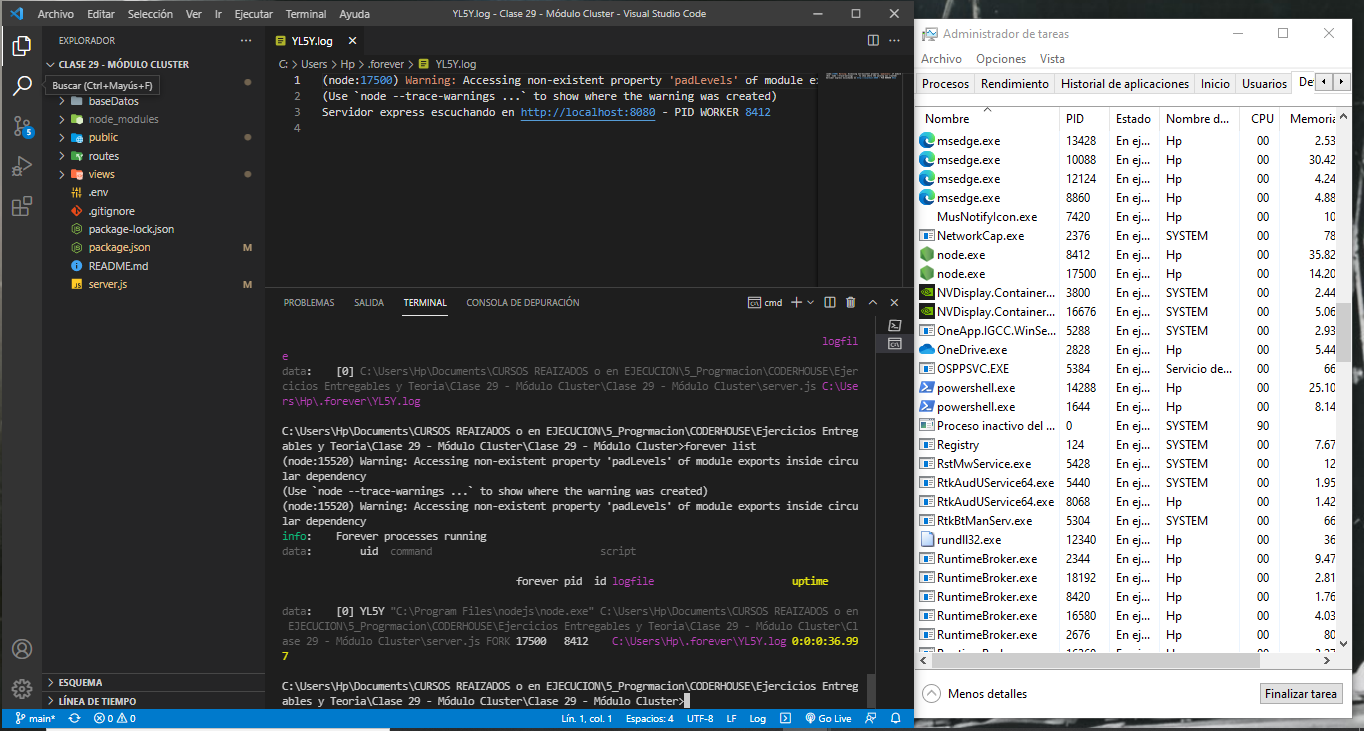 Archivo Editar Selección Ver Ir Ejecutar Terminal Ayuda
YL5Y.log - Clase 29 - Módulo Cluster - Visual Studio Code
EXPLORADOR
CLASE 29 - MÓDULO CLUSTER
Buscar (Ctrl+Mayús+F)
baseDatos
node_modules
public
routes
views
.env
.gitignore
package-lock.json
package.json M
README.md
server.js M
5
ESQUEMA
LÍNEA DE TIEMPO
YL5Y.log
C: > Users > Hp > .forever > YL5Y.log
1 (node:17500) Warning: Accessing non-existent property 'padLevels' of module e
2 (Use `node --trace-warnings ...` to show where the warning was created)
3 Servidor express escuchando en http://localhost:8080 - PID WORKER 8412
4
PROBLEMAS SALIDA TERMINAL CONSOLA DE DEPURACIÓN
cmd
logfil
e
data: [0] C:\Users\Hp\Documents\CURSOS REAIZADOS o en EJECUCION\5_Progrmacion\CODERHOUSE\Ejer
cicios Entregables y Teoria\Clase 29 - Módulo Cluster\Clase 29 - Módulo Cluster\server.js C:\Use
rs\Hp\.forever\YL5Y.log
C:\Users\Hp\Documents\CURSOS REAIZADOS o en EJECUCION\5_Progrmacion\CODERHOUSE\Ejercicios Entreg
ables y Teoria\Clase 29 - Módulo Cluster\Clase 29 - Módulo Cluster>forever list
(node:15520) Warning: Accessing non-existent property 'padLevels' of module exports inside circu
lar dependency
(Use `node --trace-warnings ...` to show where the warning was created)
(node:15520) Warning: Accessing non-existent property 'padLevels' of module exports inside circu
lar dependency
info: Forever processes running
data: uid command script
forever pid id logfile uptime
data: [0] YL5Y "C:\Program Files\nodejs\node.exe" C:\Users\Hp\Documents\CURSOS REAIZADOS o en
EJECUCION\5_Progrmacion\CODERHOUSE\Ejercicios Entregables y Teoria\Clase 29 - Módulo Cluster\Cl
ase 29 - Módulo Cluster\server.js FORK 17500 8412 C:\Users\Hp\.forever\YL5Y.log 0:0:0:36.99
7
C:\Users\Hp\Documents\CURSOS REAIZADOS o en EJECUCION\5_Progrmacion\CODERHOUSE\Ejercicios Entreg
ables y Teoria\Clase 29 - Módulo Cluster\Clase 29 - Módulo Cluster>
main* 0 0 Lín. 1, col. 1 Espacios: 4 UTF-8 LF Log Go Live
Administrador de tareas
Archivo Opciones Vista
Procesos Rendimiento Historial de aplicaciones Inicio Usuarios De
Nombre PID Estado Nombre d... CPU Memoria
msedge.exe 13428 En ej... Hp 00 2.53
msedge.exe 10088 En ej... Hp 00 30.42
msedge.exe 12124 En ej... Hp 00 4.24
msedge.exe 8860 En ej... Hp 00 4.88
MusNotifyIcon.exe 7420 En ej... Hp 00 10
NetworkCap.exe 2376 En ej... SYSTEM 00 78
node.exe 8412 En ej... Hp 00 35.82
node.exe 17500 En ej... Hp 00 14.20
NVDisplay.Container... 3800 En ej... SYSTEM 00 2.44
NVDisplay.Container... 16676 En ej... SYSTEM 00 5.06
OneApp.IGCC.WinSe... 5288 En ej... SYSTEM 00 2.93
OneDrive.exe 2828 En ej... Hp 00 5.44
OSPPSVC.EXE 5384 En ej... Servicio de... 00 66
powershell.exe 14288 En ej... Hp 00 25.10
powershell.exe 1644 En ej... Hp 00 8.14
Proceso inactivo del ... 0 En ej... SYSTEM 90
Registry 124 En ej... SYSTEM 00 7.67
RstMwService.exe 5428 En ej... SYSTEM 00 12
RtkAudUService64.exe 5440 En ej... SYSTEM 00 1.95
RtkAudUService64.exe 8068 En ej... Hp 00 1.42
RtkBtManServ.exe 5304 En ej... SYSTEM 00 66
rundll32.exe 12340 En ej... Hp 00 36
RuntimeBroker.exe 2344 En ej... Hp 00 9.47
RuntimeBroker.exe 18192 En ej... Hp 00 2.81
RuntimeBroker.exe 8420 En ej... Hp 00 1.76
RuntimeBroker.exe 16580 En ej... Hp 00 4.03
RuntimeBroker.exe 2676 En ej... Hp 00 80
Menos detalles
Finalizar tarea